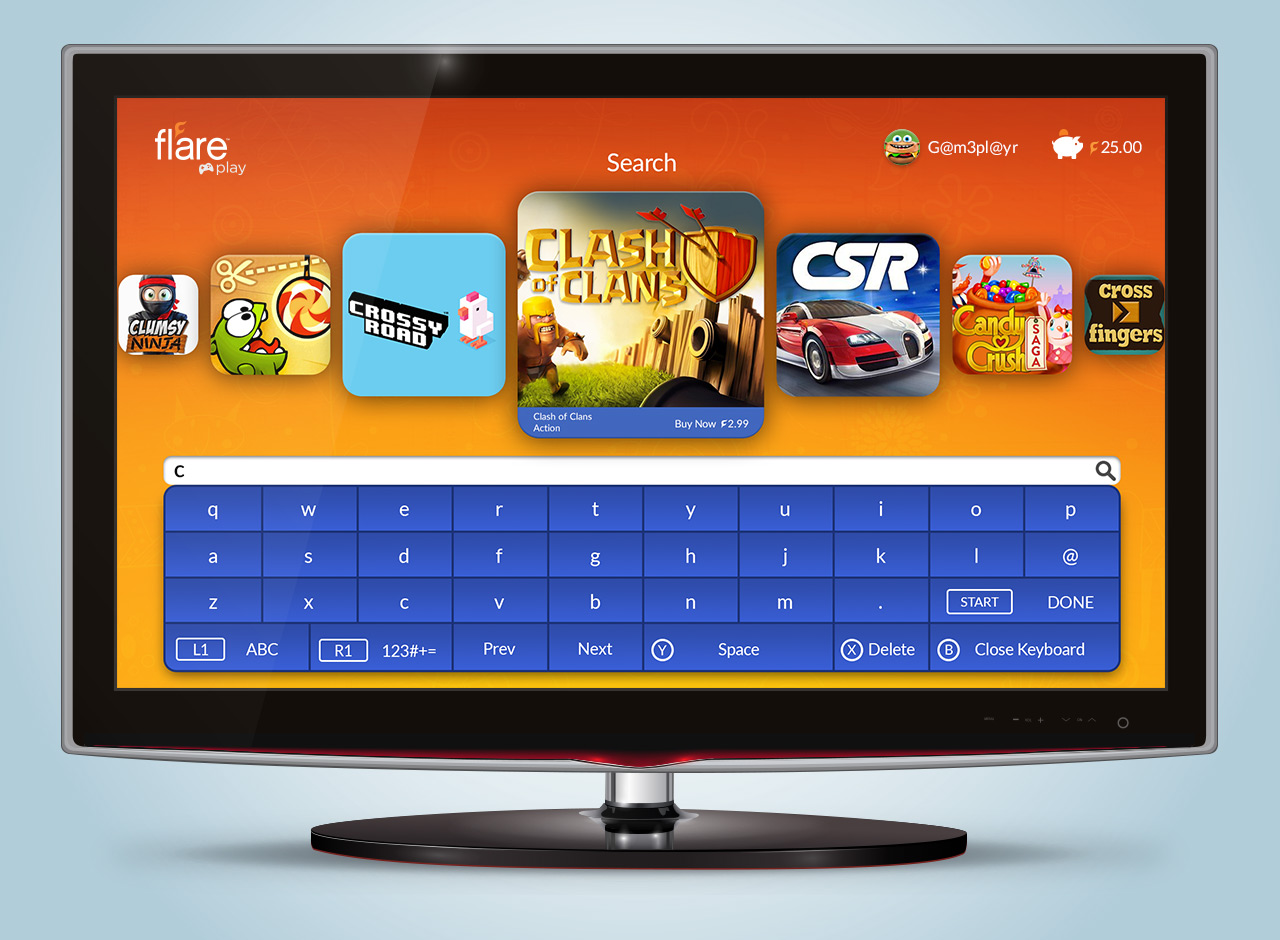 flare™
play
G@m3pl@yr
25.00
Search
CLUMSY
NINJA
CROSSY
ROAD
CLASH
OF CLANS
CSR
Candy
Crush
SAGA
Cross
fingers
Clash of Clans
Action
Buy Now 2.99
C
q w e r t y u i o p
a s d f g h j k l @
z x c v b n m . START DONE
L1 ABC R1 123#+= Prev Next Y Space X Delete B Close Keyboard